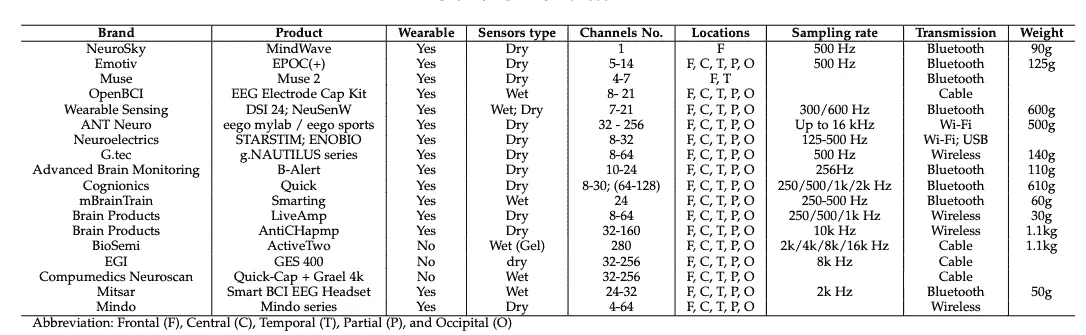 Brand Product Wearable Sensors type Channels No. Locations Sampling rate Transmission Weight
NeuroSky MindWave Yes Dry 1 F 500 Hz Bluetooth 90g
Emotiv EPOC(+) Yes Dry 5-14 F, C, T, P, O 500 Hz Bluetooth 125g
Muse Muse 2 Yes Dry 4-7 F, T Bluetooth
OpenBCI EEG Electrode Cap Kit Yes Wet 8- 21 F, C, T, P, O Cable
Wearable Sensing DSI 24; NeuSenW Yes Wet; Dry 7-21 F, C, T, P, O 300/600 Hz Bluetooth 600g
ANT Neuro eego mylab / eego sports Yes Dry 32 - 256 F, C, T, P, O Up to 16 kHz Wi-Fi 500g
Neuroelectrics STARSTIM; ENOBIO Yes Dry 8-32 F, C, T, P, O 125-500 Hz Wi-Fi; USB
G.tec g.NAUTILUS series Yes Dry 8-64 F, C, T, P, O 500 Hz Wireless 140g
Advanced Brain Monitoring B-Alert Yes Dry 10-24 F, C, T, P, O 256Hz Bluetooth 110g
Cognionics Quick Yes Dry 8-30; (64-128) F, C, T, P, O 250/500/1k/2k Hz Bluetooth 610g
mBrainTrain Smarting Yes Wet 24 F, C, T, P, O 250-500 Hz Bluetooth 60g
Brain Products LiveAmp Yes Dry 8-64 F, C, T, P, O 250/500/1k Hz Wireless 30g
Brain Products AntiCHapmp Yes Dry 32-160 F, C, T, P, O 10k Hz Wireless 1.1kg
BioSemi ActiveTwo No Wet (Gel) 280 F, C, T, P, O 2k/4k/8k/16k Hz Cable 1.1kg
EGI GES 400 No dry 32-256 F, C, T, P, O 8k Hz Cable
Compumedics Neuroscan Quick-Cap + Grael 4k No Wet 32-256 F, C, T, P, O Cable
Mitsar Smart BCI EEG Headset Yes Wet 24-32 F, C, T, P, O 2k Hz Bluetooth 50g
Mindo Mindo series Yes Dry 4-64 F, C, T, P, O Wireless
Abbreviation: Frontal (F), Central (C), Temporal (T), Partial (P), and Occipital (O)